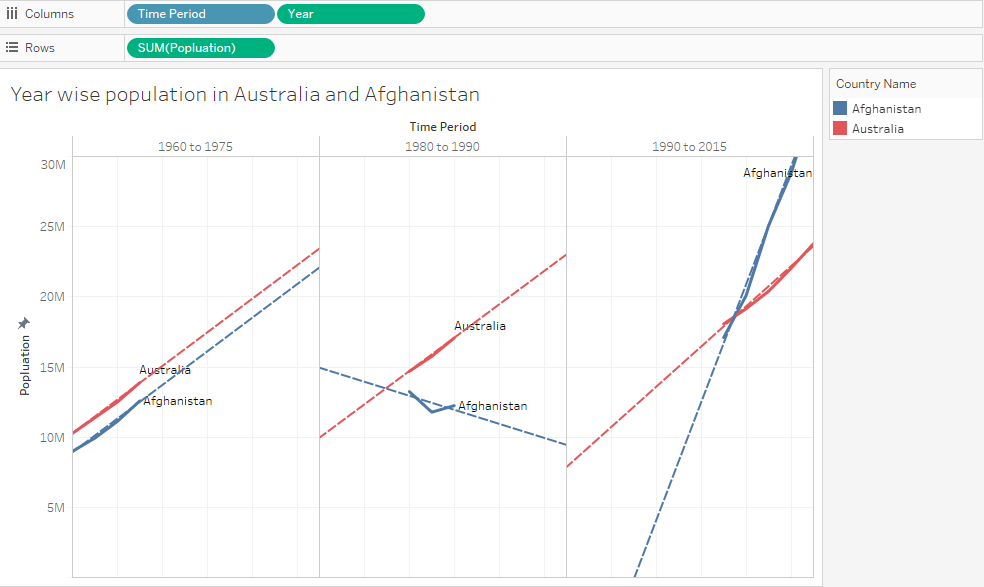 Columns
Time Period
Year
Rows
SUM(Popluation)
Year wise population in Australia and Afghanistan
Country Name
Afghanistan
Australia
Time Period
1960 to 1975
1980 to 1990
1990 to 2015
30M
25M
20M
15M
10M
5M
Popluation
Australia
Afghanistan
Australia
Afghanistan
Afghanistan